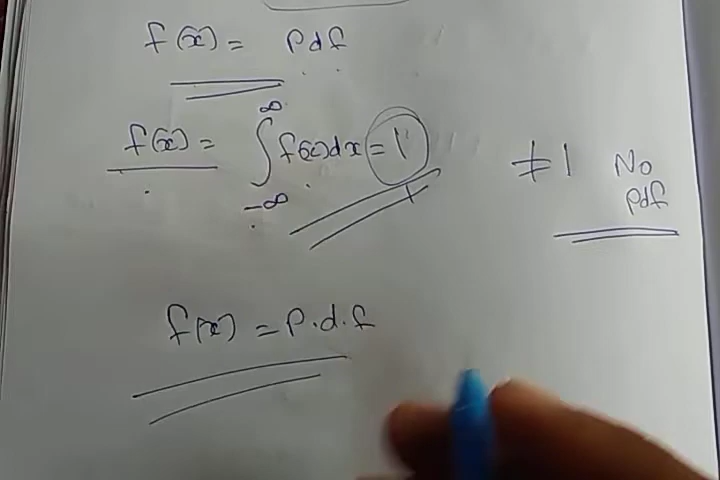 f(x) = pdf
f(x) = ∫_{-∞}^{∞} f(x)dx = 1
≠ 1 No
pdf
f(x) = p.d.f